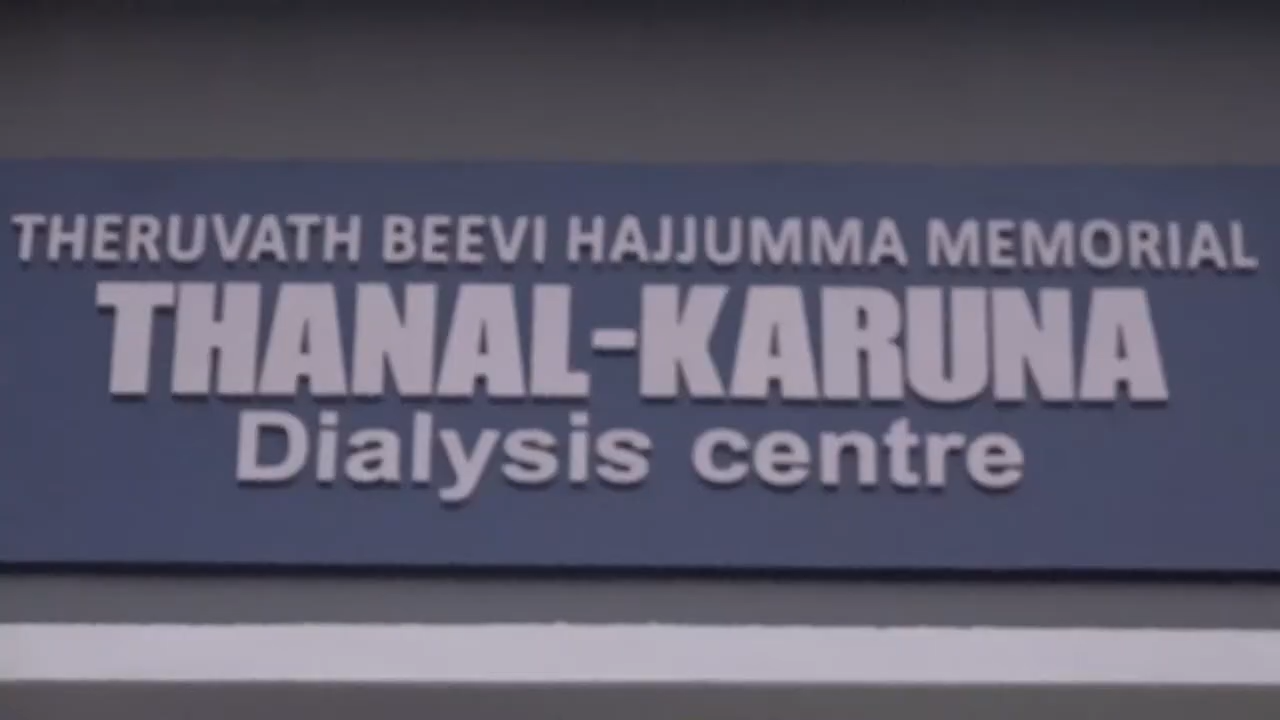 THERUVATH BEEVI HAJJUMMA MEMORIAL
THANAL-KARUNA
Dialysis centre